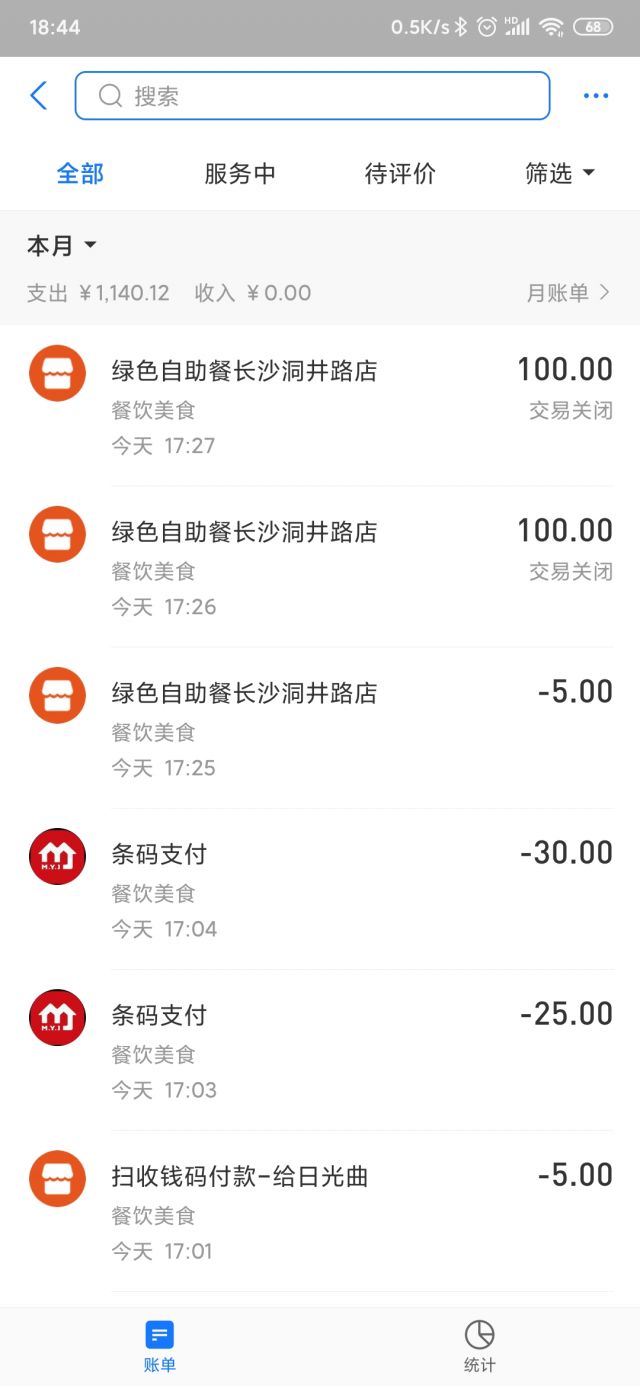 18:44 0.5K/s HD 68
搜索
全部 服务中 待评价 筛选
本月
支出 ¥1,140.12 收入 ¥0.00 月账单
绿色自助餐长沙洞井路店 100.00
餐饮美食 交易关闭
今天 17:27
绿色自助餐长沙洞井路店 100.00
餐饮美食 交易关闭
今天 17:26
绿色自助餐长沙洞井路店 -5.00
餐饮美食
今天 17:25
条码支付 -30.00
M.Y.J
餐饮美食
今天 17:04
条码支付 -25.00
M.Y.J
餐饮美食
今天 17:03
扫收钱码付款-给日光曲 -5.00
餐饮美食
今天 17:01
账单 统计